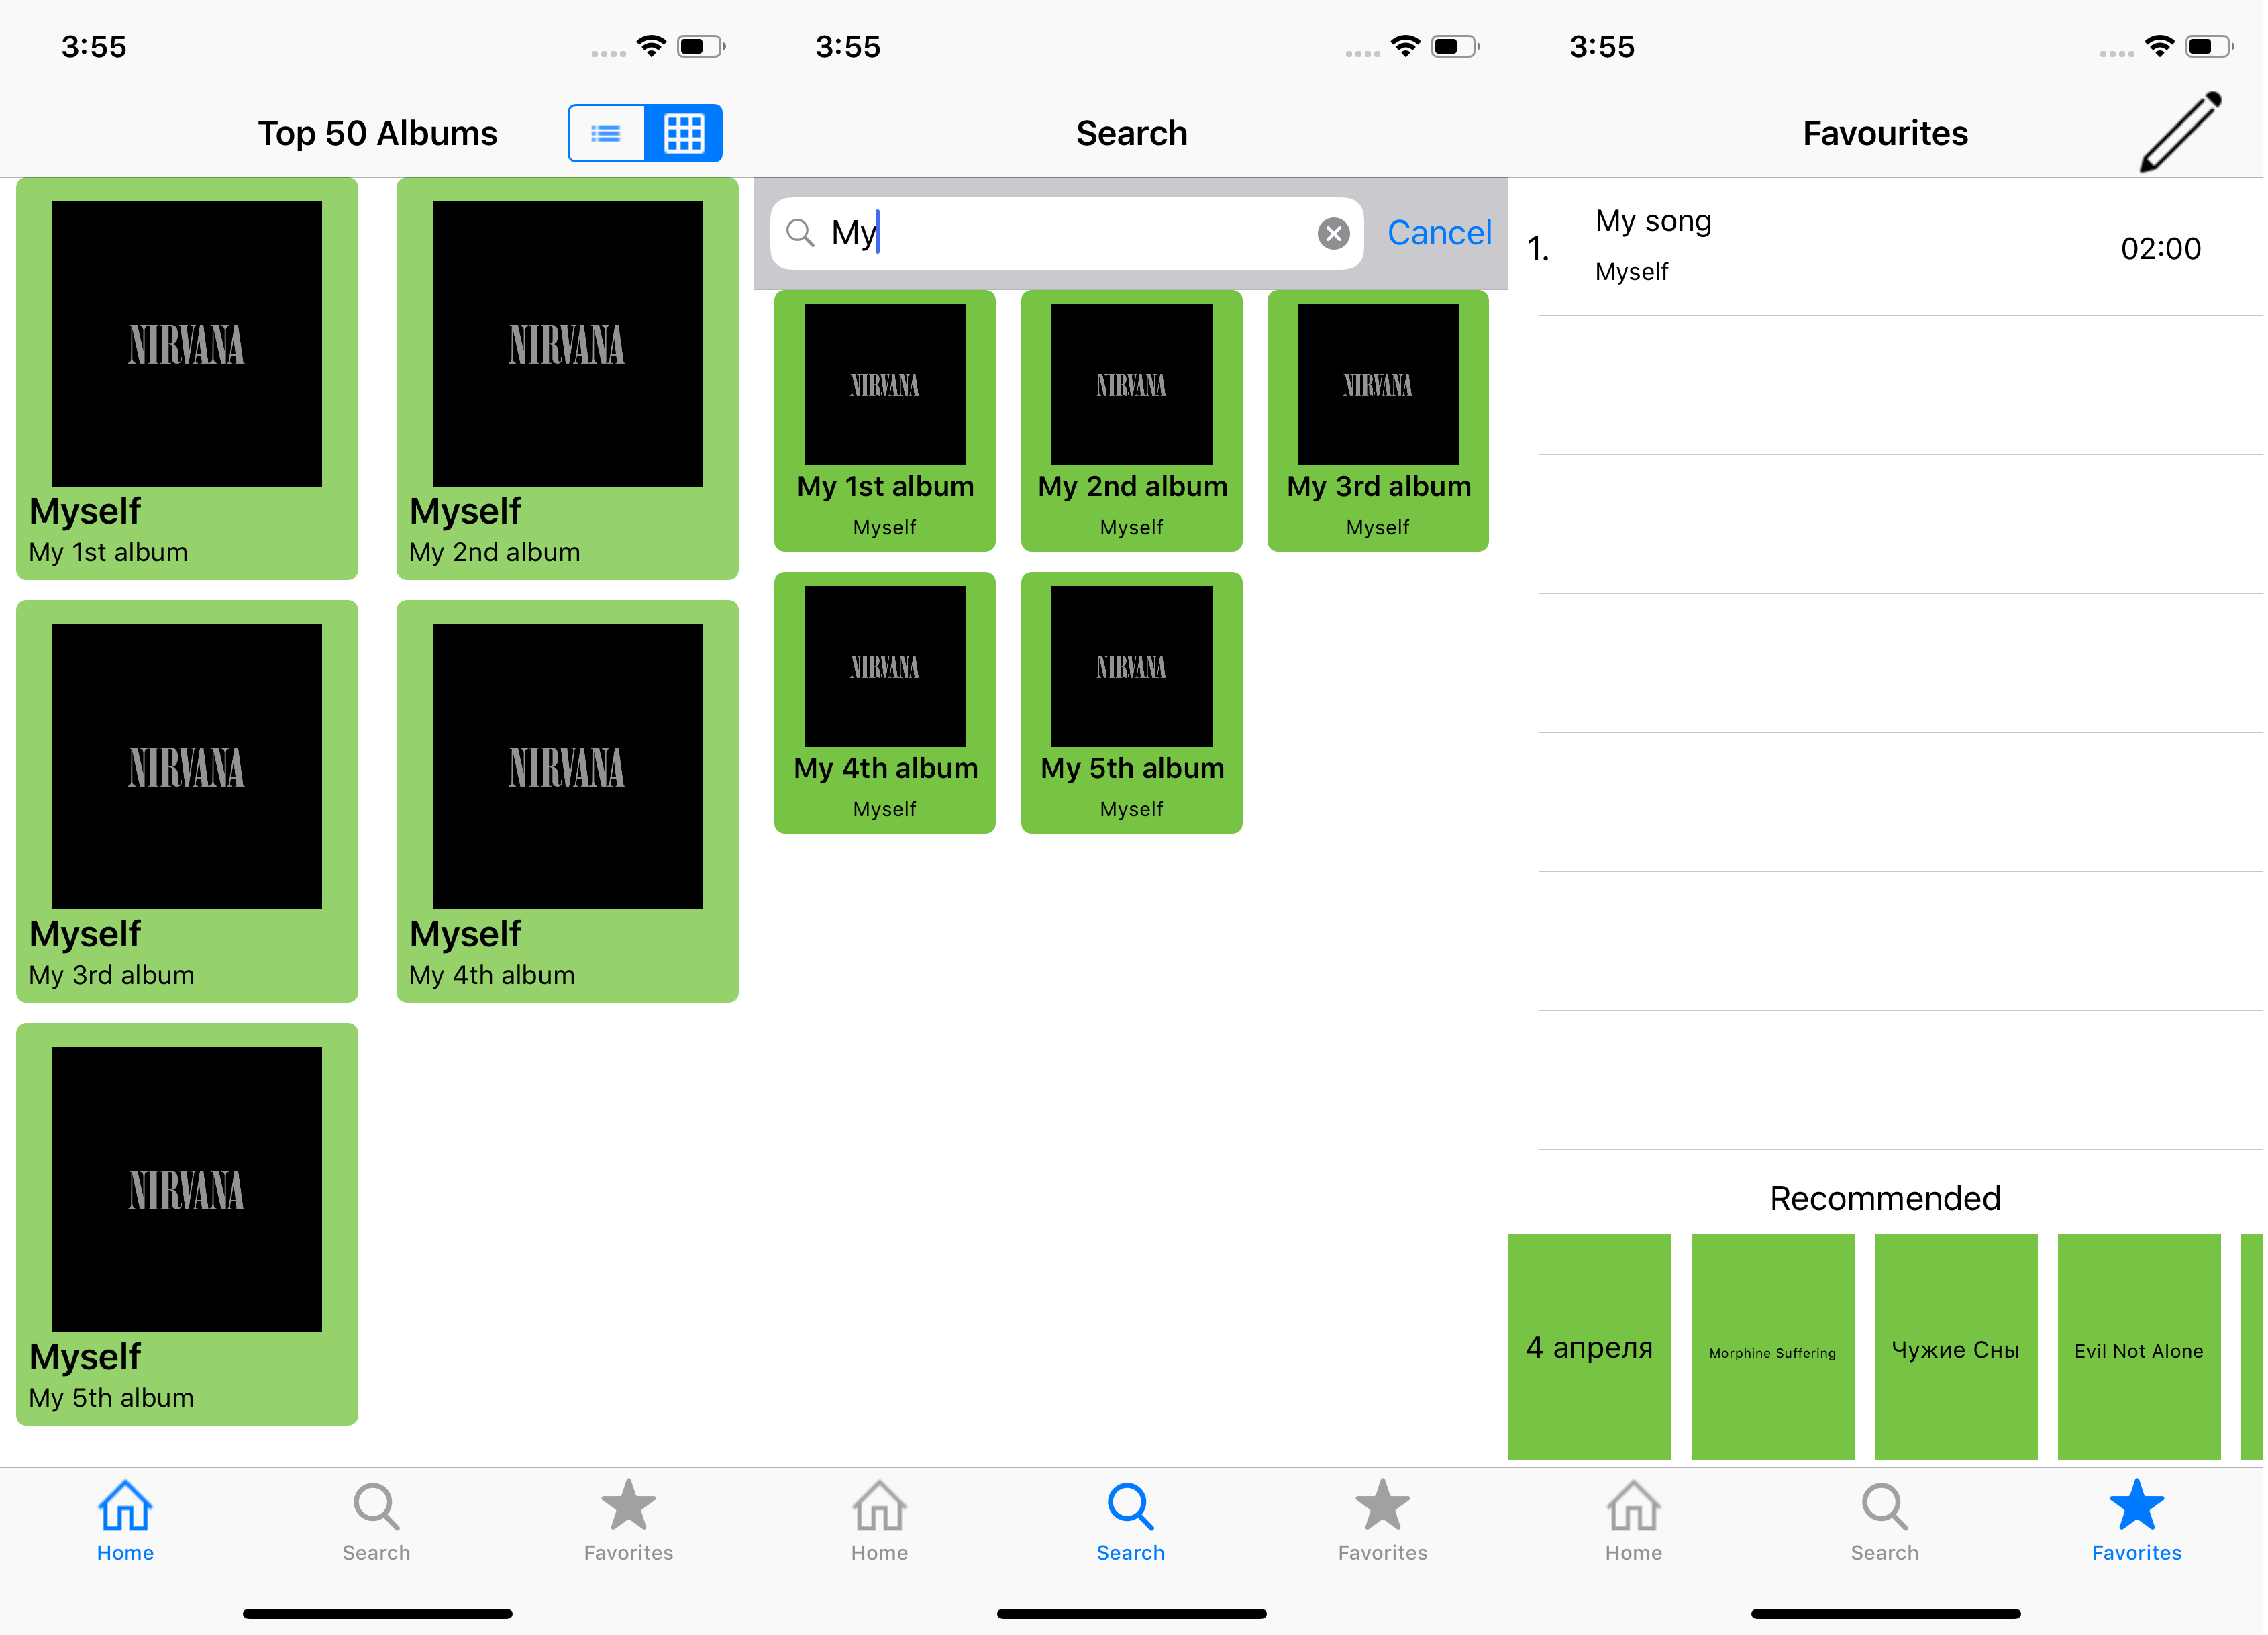 3:55
Top 50 Albums
NIRVANA
Myself
My 1st album
NIRVANA
Myself
My 2nd album
NIRVANA
Myself
My 3rd album
NIRVANA
Myself
My 4th album
NIRVANA
Myself
My 5th album
Home
Search
Favorites
3:55
Search
My
Cancel
NIRVANA
My 1st album
Myself
NIRVANA
My 2nd album
Myself
NIRVANA
My 3rd album
Myself
NIRVANA
My 4th album
Myself
NIRVANA
My 5th album
Myself
Home
Search
Favorites
3:55
Favourites
1.
My song
Myself
02:00
Recommended
4 апреля
Morphine Suffering
Чужие Сны
Evil Not Alone
Home
Search
Favorites